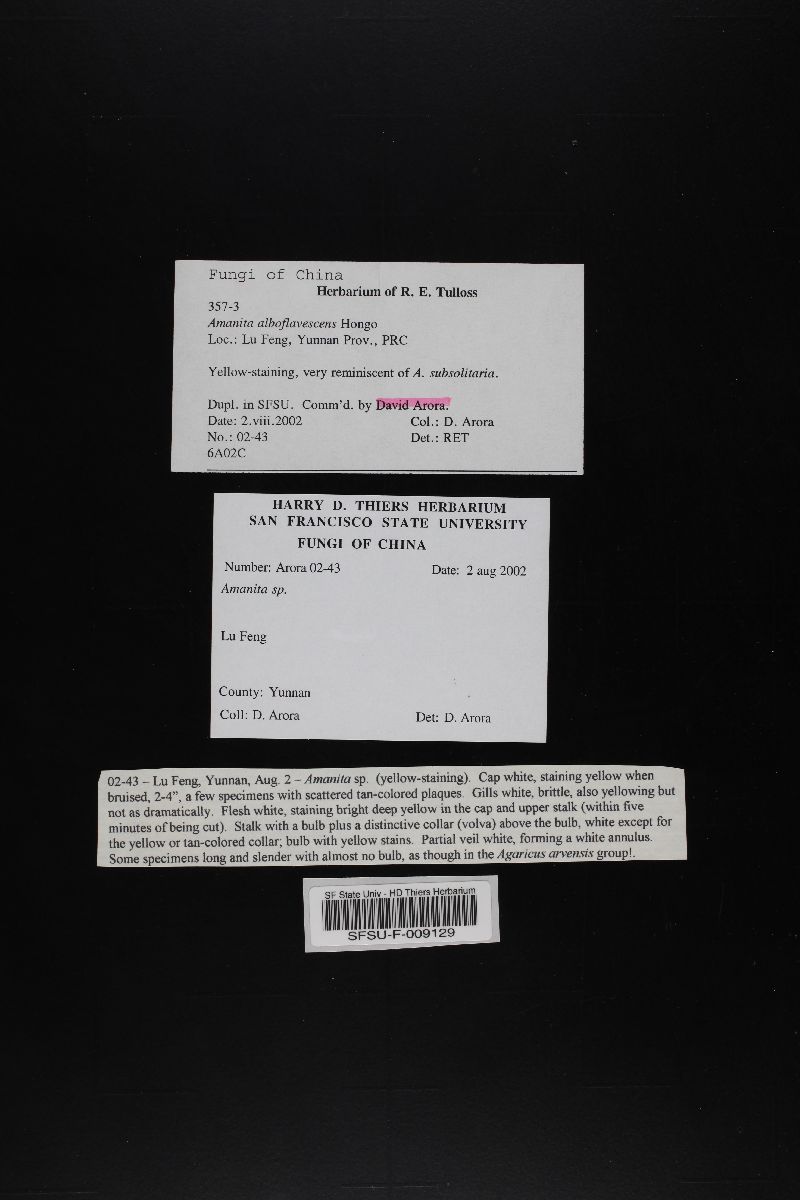 Fungi of China
Herbarium of R. E. Tulloss
357-3
Amanita alboflavescens Hongo
Loc.: Lu Feng, Yunnan Prov., PRC
Yellow-staining, very reminiscent of A. subsolitaria.
Dupl. in SFSU. Comm'd. by David Arora.
Date: 2.viii.2002 Col.: D. Arora
No.: 02-43 Det.: RET
6A02C
HARRY D. THIERS HERBARIUM
SAN FRANCISCO STATE UNIVERSITY
FUNGI OF CHINA
Number: Arora 02-43 Date: 2 aug 2002
Amanita sp.
Lu Feng
County: Yunnan
Coll: D. Arora Det: D. Arora
02-43 – Lu Feng, Yunnan, Aug. 2 – Amanita sp. (yellow-staining). Cap white, staining yellow when
bruised, 2-4”, a few specimens with scattered tan-colored plaques. Gills white, brittle, also yellowing but
not as dramatically. Flesh white, staining bright deep yellow in the cap and upper stalk (within five
minutes of being cut). Stalk with a bulb plus a distinctive collar (volva) above the bulb, white except for
the yellow or tan-colored collar; bulb with yellow stains. Partial veil white, forming a white annulus.
Some specimens long and slender with almost no bulb, as though in the Agaricus arvensis group!.
SF State Univ - HD Thiers Herbarium
SFSU-F-009129